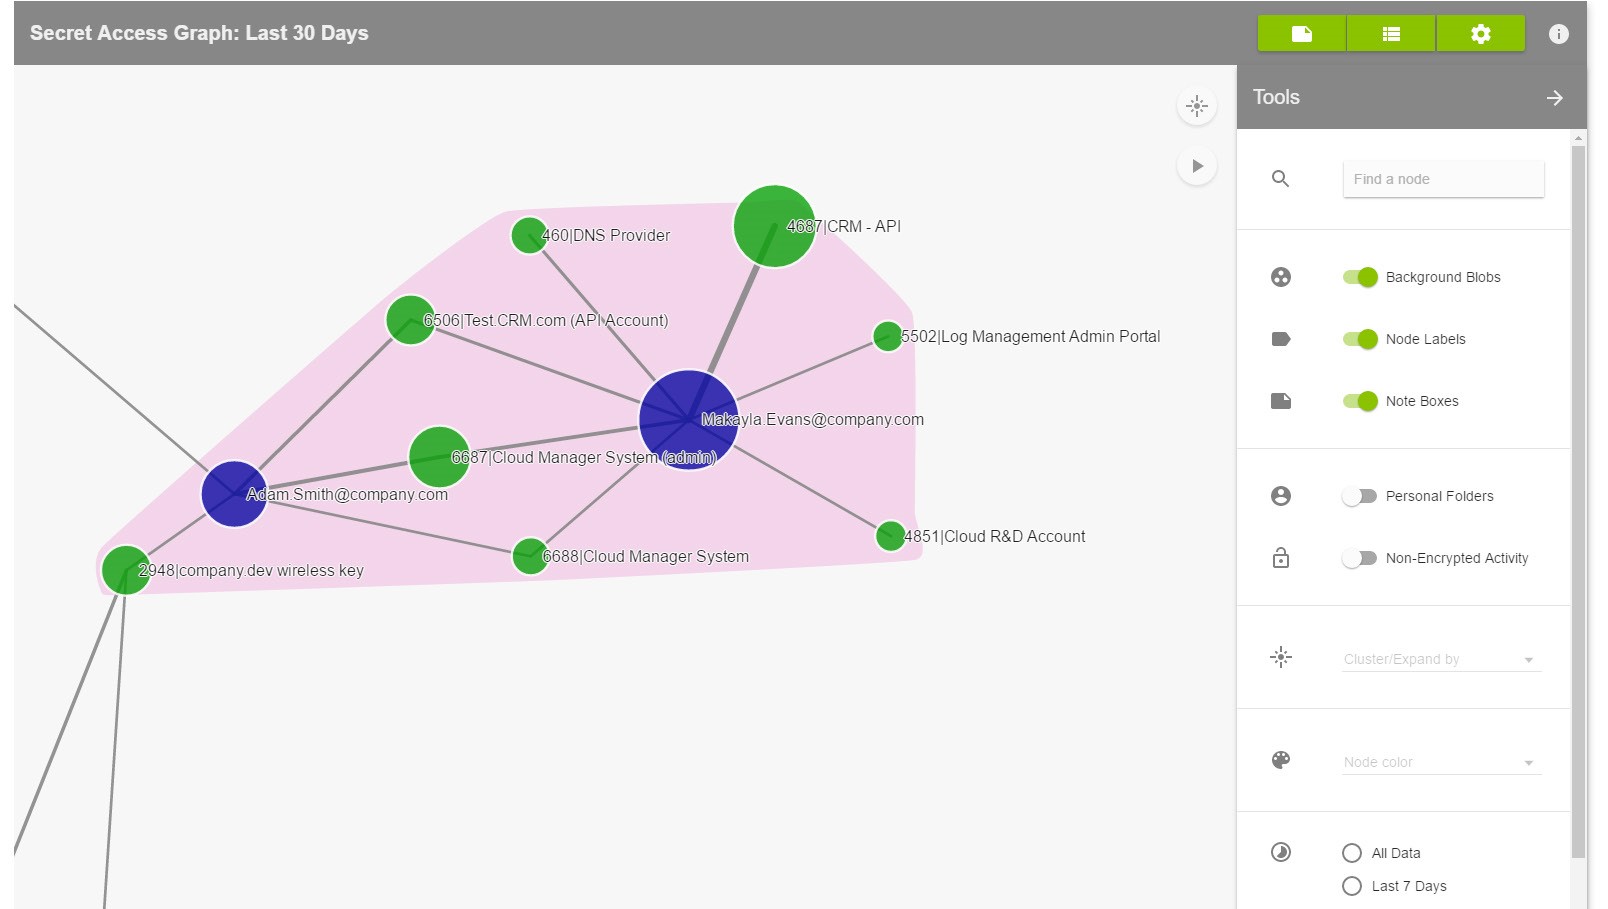 Secret Access Graph: Last 30 Days
Tools
Find a node
460|DNS Provider
4687|CRM - API
Background Blobs
6506|Test.CRM.com (API Account)
5502|Log Management Admin Portal
Node Labels
Makayla.Evans@company.com
Note Boxes
6687|Cloud Manager System (admin)
Adam.Smith@company.com
Personal Folders
4851|Cloud R&D Account
6688|Cloud Manager System
Non-Encrypted Activity
2948|company.dev wireless key
Cluster/Expand by
Node color
All Data
Last 7 Days